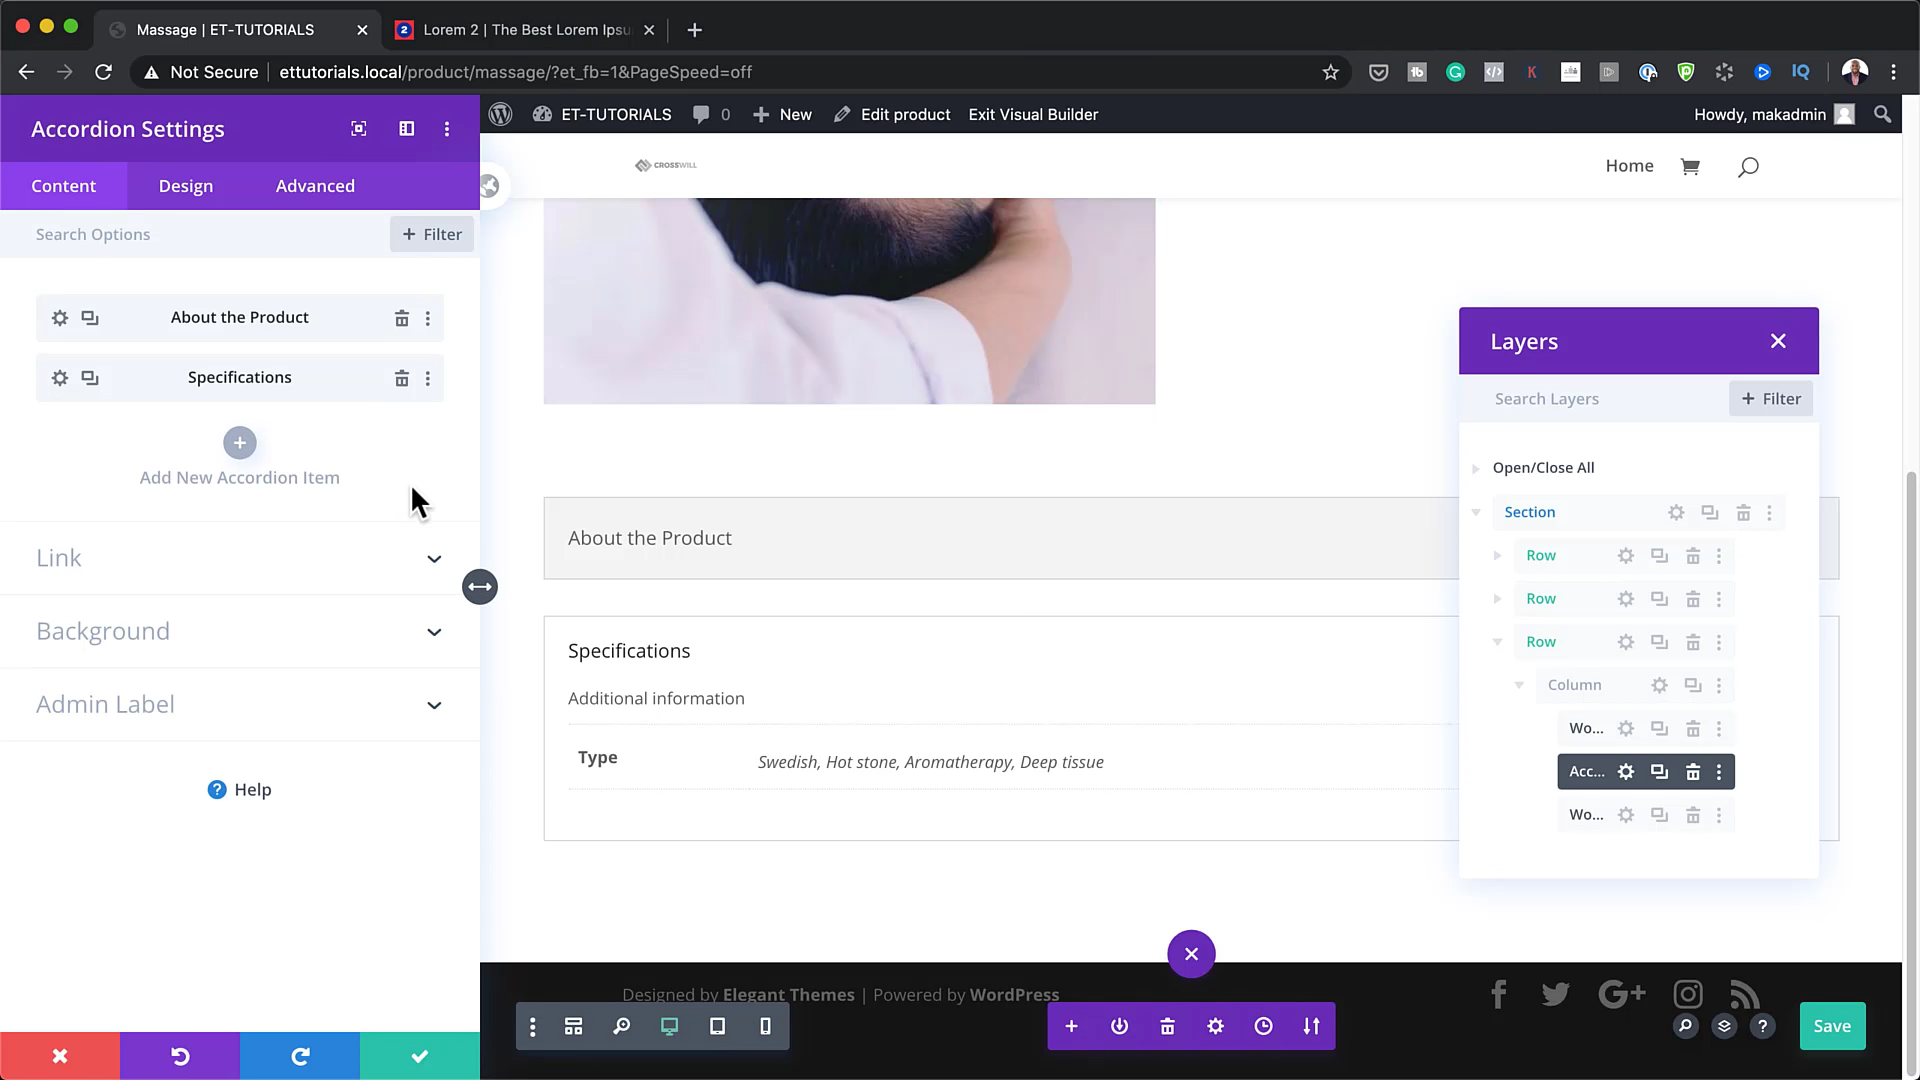 Massage | ET-TUTORIALS
Lorem 2 | The Best Lorem Ipsu
Not Secure
ettutorials.local/product/massage/?et_fb=1&PageSpeed=off
Accordion Settings
ET-TUTORIALS
0
New
Edit product
Exit Visual Builder
Howdy, makadmin
CROSSWILL
Home
Content
Design
Advanced
Search Options
+ Filter
About the Product
Specifications
Add New Accordion Item
Link
Background
Admin Label
Help
About the Product
Specifications
Additional information
Type
Swedish, Hot stone, Aromatherapy, Deep tissue
Layers
Search Layers
+ Filter
Open/Close All
Section
Row
Row
Row
Column
Wo...
Acc...
Wo...
Designed by Elegant Themes | Powered by WordPress
Save